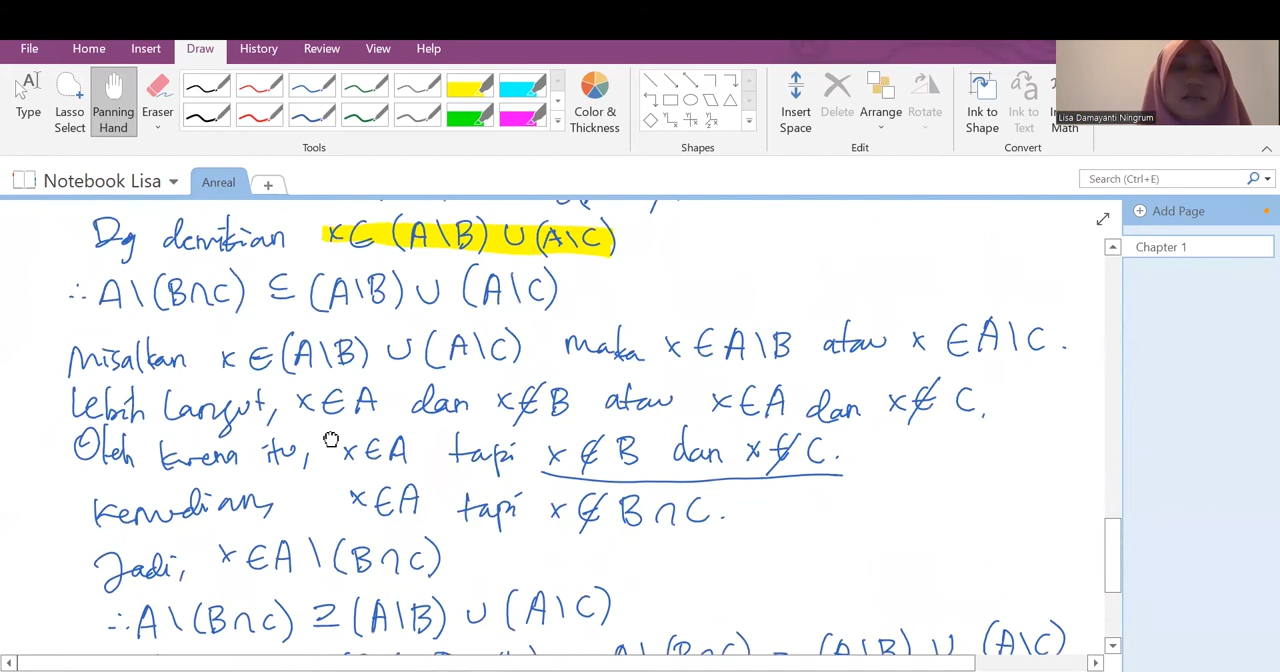 File Home Insert Draw History Review View Help
Type Lasso Select Panning Hand Eraser Color & Thickness Insert Space Delete Arrange Rotate Ink to Shape Ink to Text Math
Tools Shapes Edit Convert
Lisa Damayanti Ningrum
Notebook Lisa Anreal Search (Ctrl+E)
Add Page
Chapter 1
Dg demikian x ∈ (A\B) ∪ (A\C)
∴ A\(B∩C) ⊆ (A\B) ∪ (A\C)
Misalkan x ∈ (A\B) ∪ (A\C) maka x ∈ A\B atau x ∈ A\C.
Lebih lanjut, x ∈ A dan x ∉ B atau x ∈ A dan x ∉ C.
Oleh karena itu, x ∈ A tapi x ∉ B dan x ∉ C.
Kemudian, x ∈ A tapi x ∉ B ∩ C.
Jadi, x ∈ A \ (B ∩ C)
∴ A \ (B ∩ C) ⊇ (A\B) ∪ (A\C)
A\(B∩C) = (A\B) ∪ (A\C)